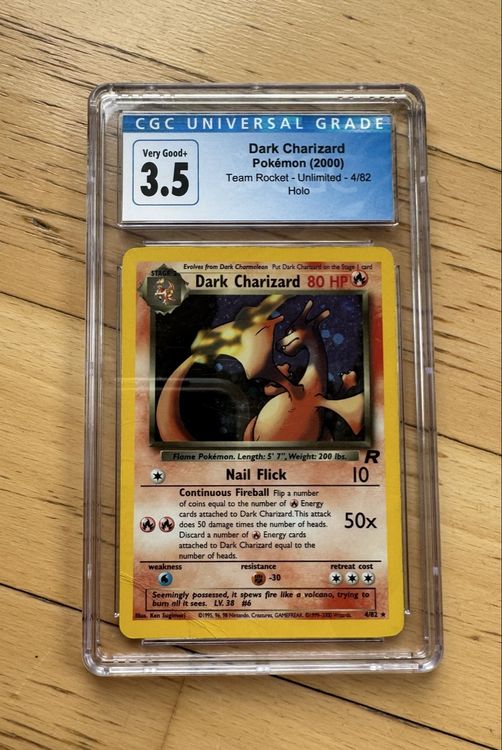 CGC UNIVERSAL GRADE
Very Good+
3.5
Dark Charizard
Pokémon (2000)
Team Rocket - Unlimited - 4/82
Holo
Evolves from Dark Charmeleon Put Dark Charizard on the Stage 1 card
STAGE 2
Dark Charizard 80 HP
Flame Pokémon. Length: 5' 7", Weight: 200 lbs.
R
Nail Flick 10
Continuous Fireball Flip a number
of coins equal to the number of Energy
cards attached to Dark Charizard. This attack
does 50 damage times the number of heads.
Discard a number of Energy cards
attached to Dark Charizard equal to the
number of heads.
50x
weakness resistance retreat cost
-30
Seemingly possessed, it spews fire like a volcano, trying to
burn all it sees. LV. 38 #6
Illus. Ken Sugimori ©1995, 96, 98 Nintendo, Creatures, GAMEFREAK. ©1999-2000 Wizards. 4/82 ★